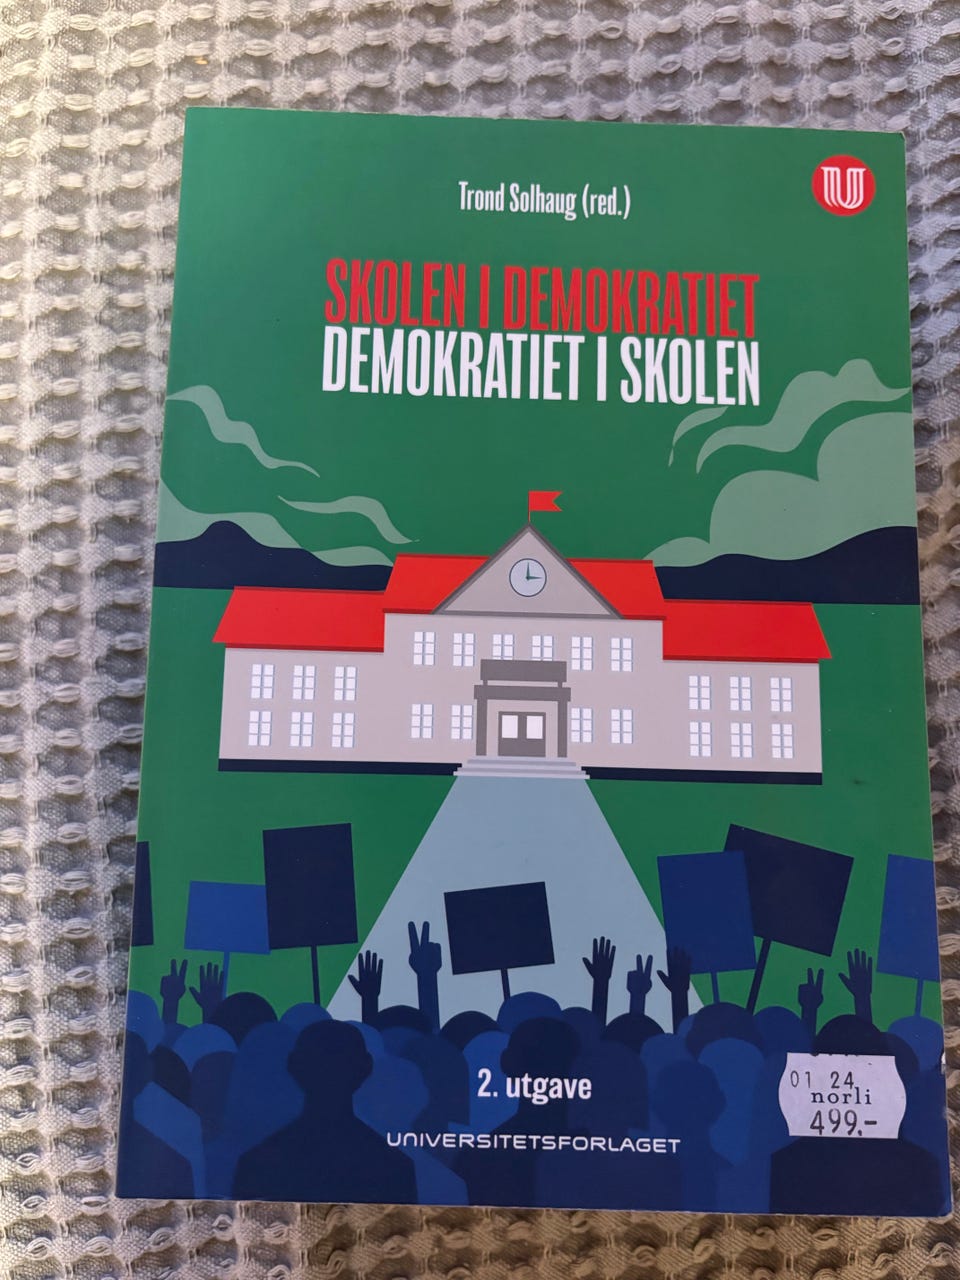 Trond Solhaug (red.)
U
SKOLEN I DEMOKRATIET
DEMOKRATIET I SKOLEN
2. utgave
UNIVERSITETSFORLAGET
01 24
norli
499,-